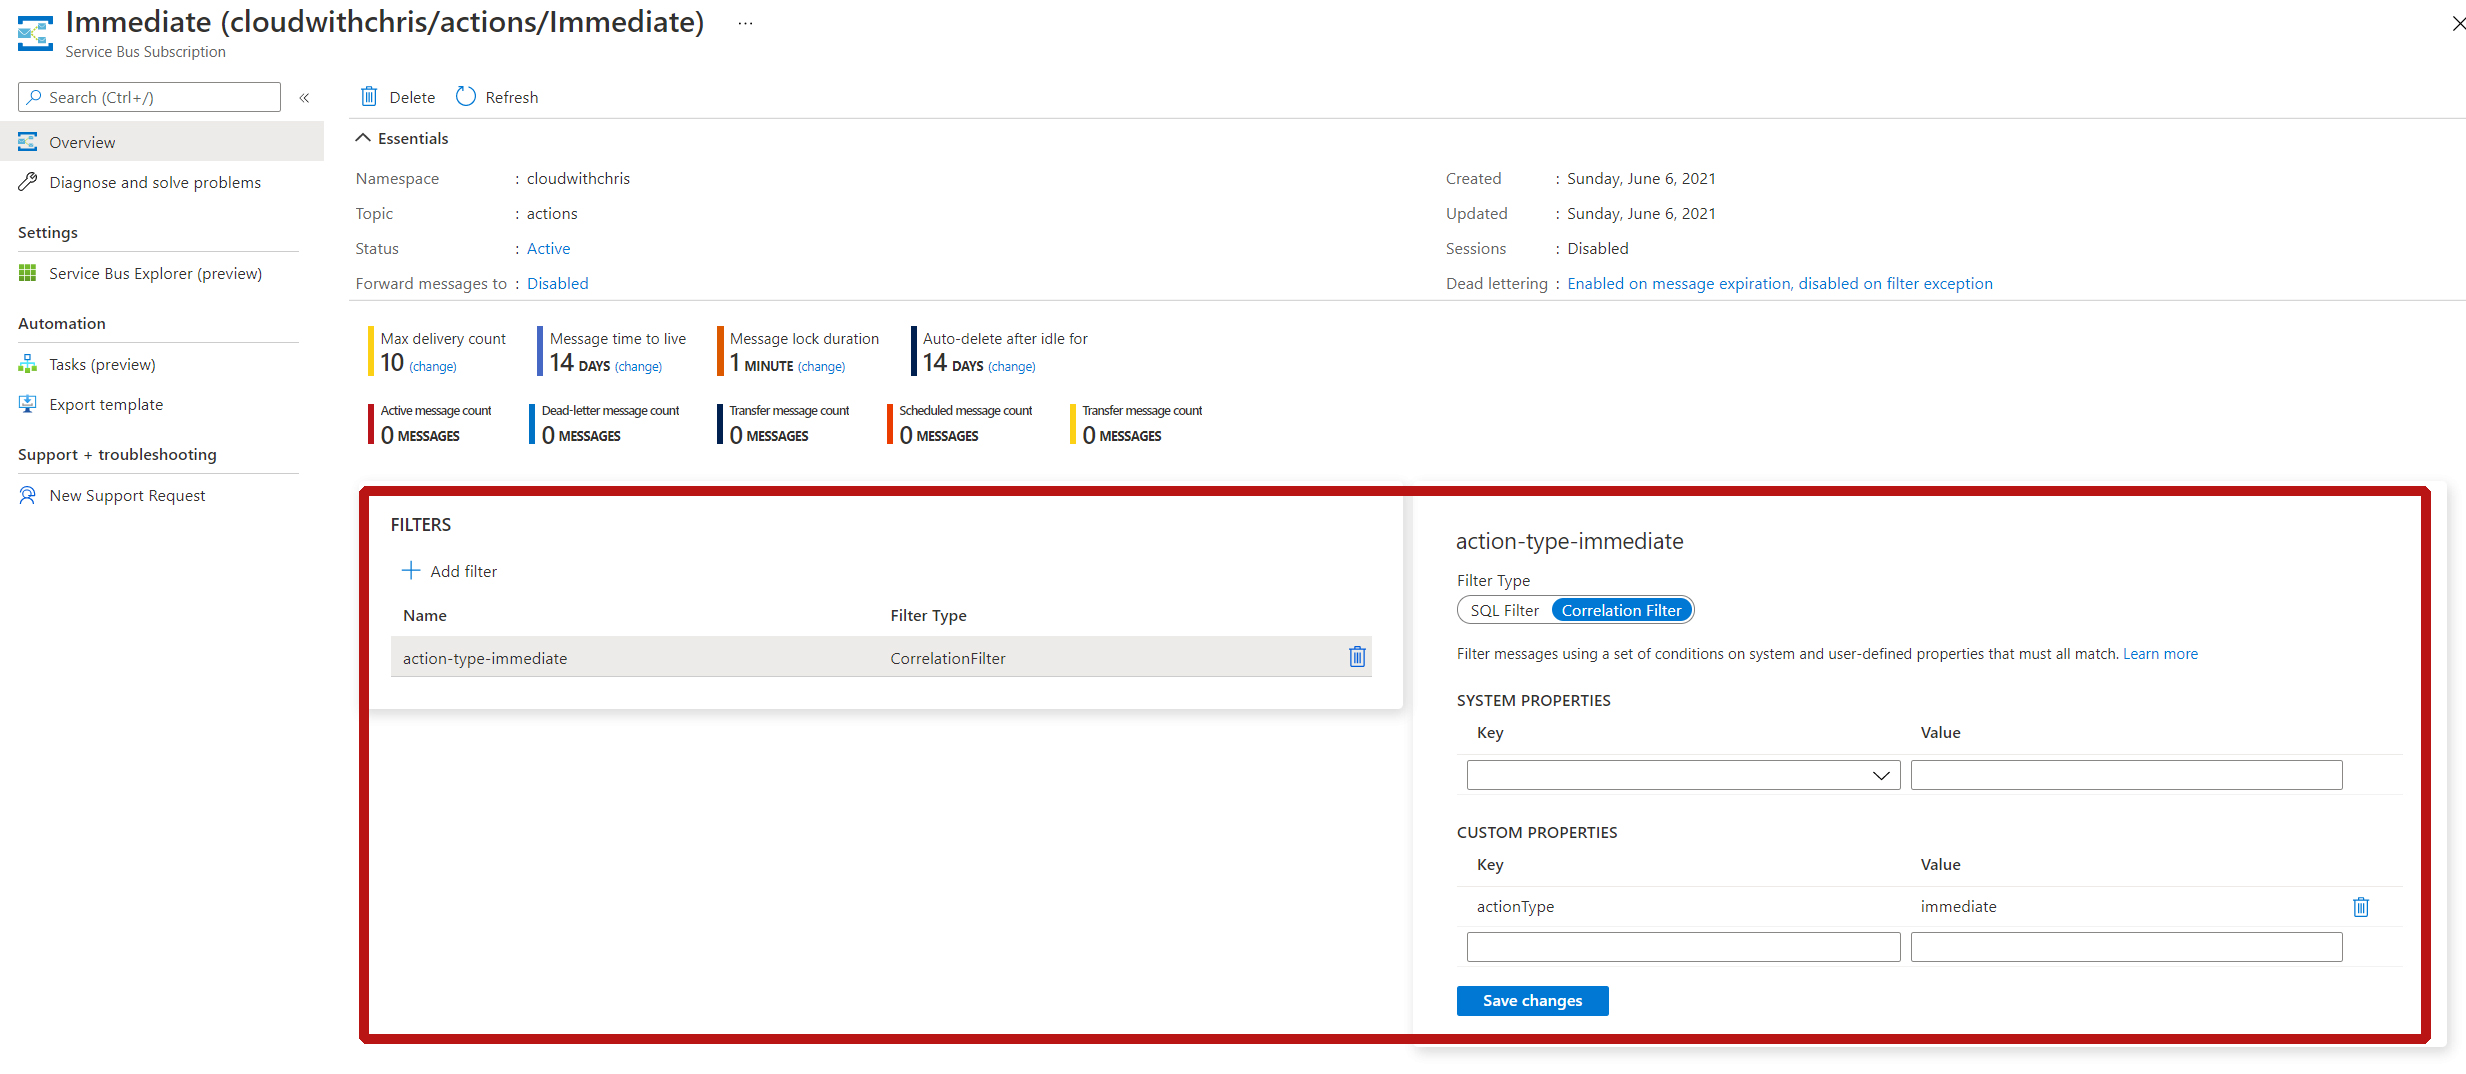 Immediate (cloudwithchris/actions/Immediate) ...
Service Bus Subscription
Search (Ctrl+/) «
Overview
Diagnose and solve problems
Settings
Service Bus Explorer (preview)
Automation
Tasks (preview)
Export template
Support + troubleshooting
New Support Request
Delete Refresh
Essentials
Namespace : cloudwithchris
Topic : actions
Status : Active
Forward messages to : Disabled
Created : Sunday, June 6, 2021
Updated : Sunday, June 6, 2021
Sessions : Disabled
Dead lettering : Enabled on message expiration, disabled on filter exception
Max delivery count
10 (change)
Message time to live
14 DAYS (change)
Message lock duration
1 MINUTE (change)
Auto-delete after idle for
14 DAYS (change)
Active message count
0 MESSAGES
Dead-letter message count
0 MESSAGES
Transfer message count
0 MESSAGES
Scheduled message count
0 MESSAGES
Transfer message count
0 MESSAGES
FILTERS
Add filter
Name Filter Type
action-type-immediate CorrelationFilter
action-type-immediate
Filter Type
SQL Filter Correlation Filter
Filter messages using a set of conditions on system and user-defined properties that must all match. Learn more
SYSTEM PROPERTIES
Key Value
CUSTOM PROPERTIES
Key Value
actionType immediate
Save changes